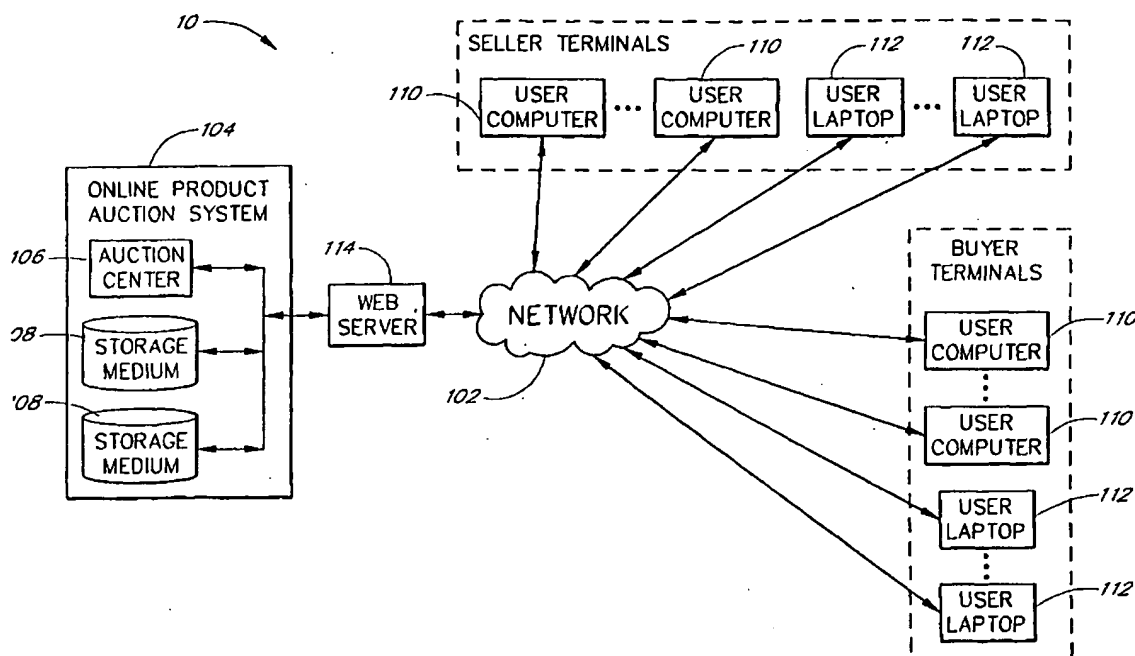 10
SELLER TERMINALS
110
110
112
112
USER
COMPUTER
USER
COMPUTER
USER
LAPTOP
USER
LAPTOP
104
ONLINE PRODUCT
AUCTION SYSTEM
106
AUCTION
CENTER
08
STORAGE
MEDIUM
'08
STORAGE
MEDIUM
114
WEB
SERVER
NETWORK
102
BUYER
TERMINALS
USER
COMPUTER
110
USER
COMPUTER
110
USER
LAPTOP
112
USER
LAPTOP
112